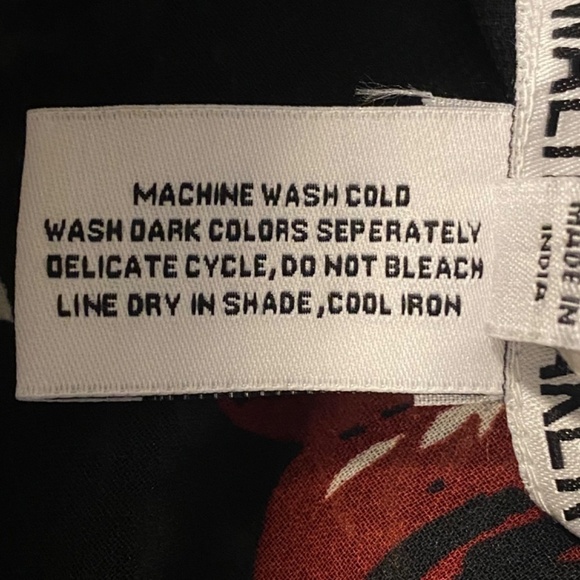 MACHINE WASH COLD
WASH DARK COLORS SEPERATELY
DELICATE CYCLE, DO NOT BLEACH
LINE DRY IN SHADE, COOL IRON
MADE IN
INDIA